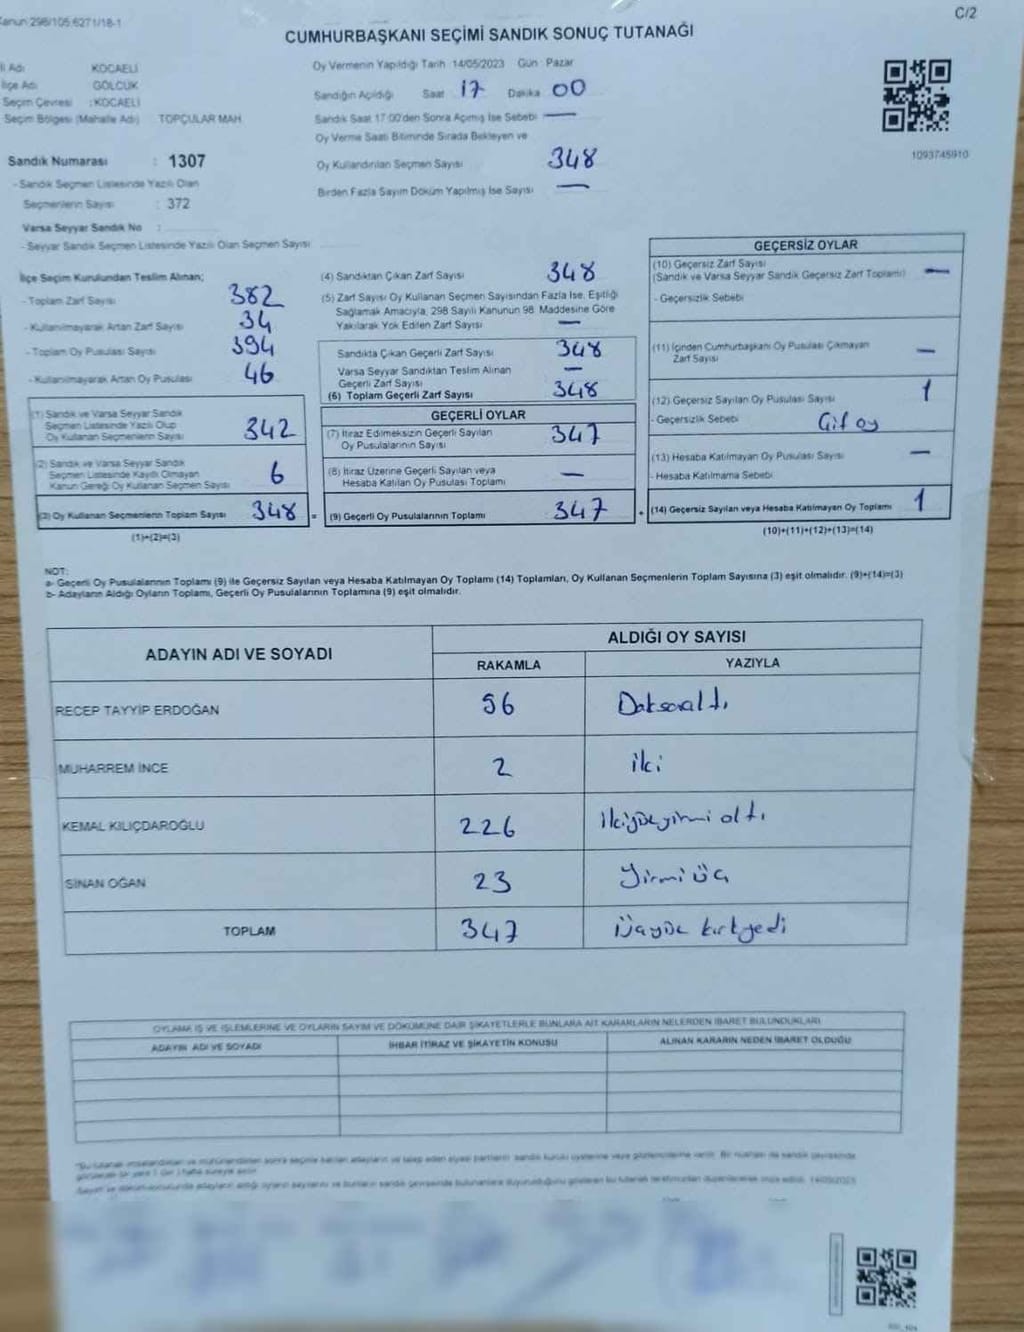 Kanun:298/105.6271/18-1
C/2
CUMHURBAŞKANI SEÇİMİ SANDIK SONUÇ TUTANAĞI
İl Adı KOCAELİ
İlçe Adı GÖLCÜK
Seçim Çevresi : KOCAELİ
Seçim Bölgesi (Mahalle Adı) TOPÇULAR MAH.
Sandık Numarası : 1307
- Sandık Seçmen Listesinde Yazılı Olan
Seçmenlerin Sayısı : 372
Varsa Seyyar Sandık No :
- Seyyar Sandık Seçmen Listesinde Yazılı Olan Seçmen Sayısı
Oy Vermenin Yapıldığı Tarih 14/05/2023 Gün : Pazar
Sandığın Açıldığı Saat 17 Dakika 00
Sandık Saat 17:00'den Sonra Açılmış İse Sebebi —
Oy Verme Saati Bitiminde Sırada Bekleyen ve
Oy Kullandırılan Seçmen Sayısı 348
Birden Fazla Sayım Döküm Yapılmış İse Sayısı —
1093745910
İlçe Seçim Kurulundan Teslim Alınan;
- Toplam Zarf Sayısı 382
- Kullanılmayarak Artan Zarf Sayısı 34
- Toplam Oy Pusulası Sayısı 394
- Kullanılmayarak Artan Oy Pusulası 46
(1) Sandık ve Varsa Seyyar Sandık
Seçmen Listesinde Yazılı Olup
Oy Kullanan Seçmenlerin Sayısı 342
(2) Sandık ve Varsa Seyyar Sandık
Seçmen Listesinde Kayıtlı Olmayan
Kanun Gereği Oy Kullanan Seçmen Sayısı 6
(3) Oy Kullanan Seçmenlerin Toplam Sayısı 348 =
(1)+(2)=(3)
(4) Sandıktan Çıkan Zarf Sayısı 348
(5) Zarf Sayısı Oy Kullanan Seçmen Sayısından Fazla İse, Eşitliği
Sağlamak Amacıyla, 298 Sayılı Kanunun 98. Maddesine Göre
Yakılarak Yok Edilen Zarf Sayısı —
Sandıkta Çıkan Geçerli Zarf Sayısı 348
Varsa Seyyar Sandıktan Teslim Alınan
Geçerli Zarf Sayısı —
(6) Toplam Geçerli Zarf Sayısı 348
GEÇERLİ OYLAR
(7) İtiraz Edilmeksizin Geçerli Sayılan
Oy Pusulalarının Sayısı 347
(8) İtiraz Üzerine Geçerli Sayılan veya
Hesaba Katılan Oy Pusulası Toplamı —
(9) Geçerli Oy Pusulalarının Toplamı 347 +
GEÇERSİZ OYLAR
(10) Geçersiz Zarf Sayısı
(Sandık ve Varsa Seyyar Sandık Geçersiz Zarf Toplamı) —
- Geçersizlik Sebebi
(11) İçinden Cumhurbaşkanı Oy Pusulası Çıkmayan
Zarf Sayısı —
(12) Geçersiz Sayılan Oy Pusulası Sayısı 1
- Geçersizlik Sebebi Çift oy
(13) Hesaba Katılmayan Oy Pusulası Sayısı —
- Hesaba Katılmama Sebebi
(14) Geçersiz Sayılan veya Hesaba Katılmayan Oy Toplamı 1
(10)+(11)+(12)+(13)=(14)
NOT:
a- Geçerli Oy Pusulalarının Toplamı (9) ile Geçersiz Sayılan veya Hesaba Katılmayan Oy Toplamı (14) Toplamları, Oy Kullanan Seçmenlerin Toplam Sayısına (3) eşit olmalıdır. (9)+(14)=(3)
b- Adayların Aldığı Oyların Toplamı, Geçerli Oy Pusulalarının Toplamına (9) eşit olmalıdır.
ADAYIN ADI VE SOYADI ALDIĞI OY SAYISI
RAKAMLA YAZIYLA
RECEP TAYYİP ERDOĞAN 96 Doksanaltı
MUHARREM İNCE 2 iki
KEMAL KILIÇDAROĞLU 226 ikiyüzyirmi altı
SİNAN OĞAN 23 Yirmi üç
TOPLAM 347 Üçyüz kırkyedi
OYLAMA İŞ VE İŞLEMLERİNE VE OYLARIN SAYIM VE DÖKÜMÜNE DAİR ŞİKAYETLERLE BUNLARA AİT KARARLARIN NELERDEN İBARET BULUNDUKLARI
ADAYIN ADI VE SOYADI İHBAR İTİRAZ VE ŞİKAYETİN KONUSU ALINAN KARARIN NEDEN İBARET OLDUĞU